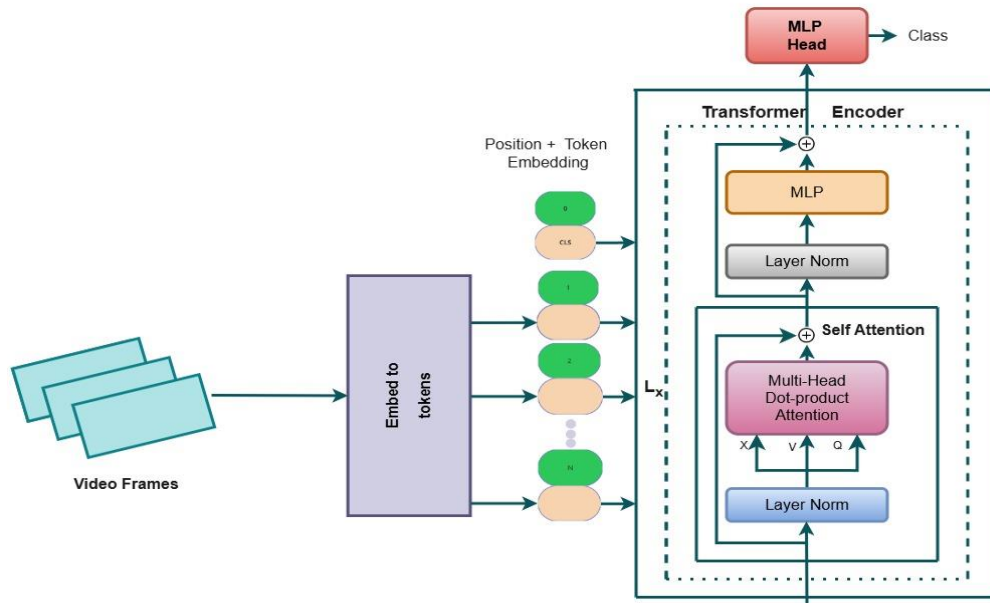 MLP
Head
Class
Transformer Encoder
Position + Token
Embedding
0
CLS
MLP
Layer Norm
1
Self Attention
2
Embed to
tokens
Lx
Multi-Head
Dot-product
Attention
X V Q
Video Frames
N
Layer Norm